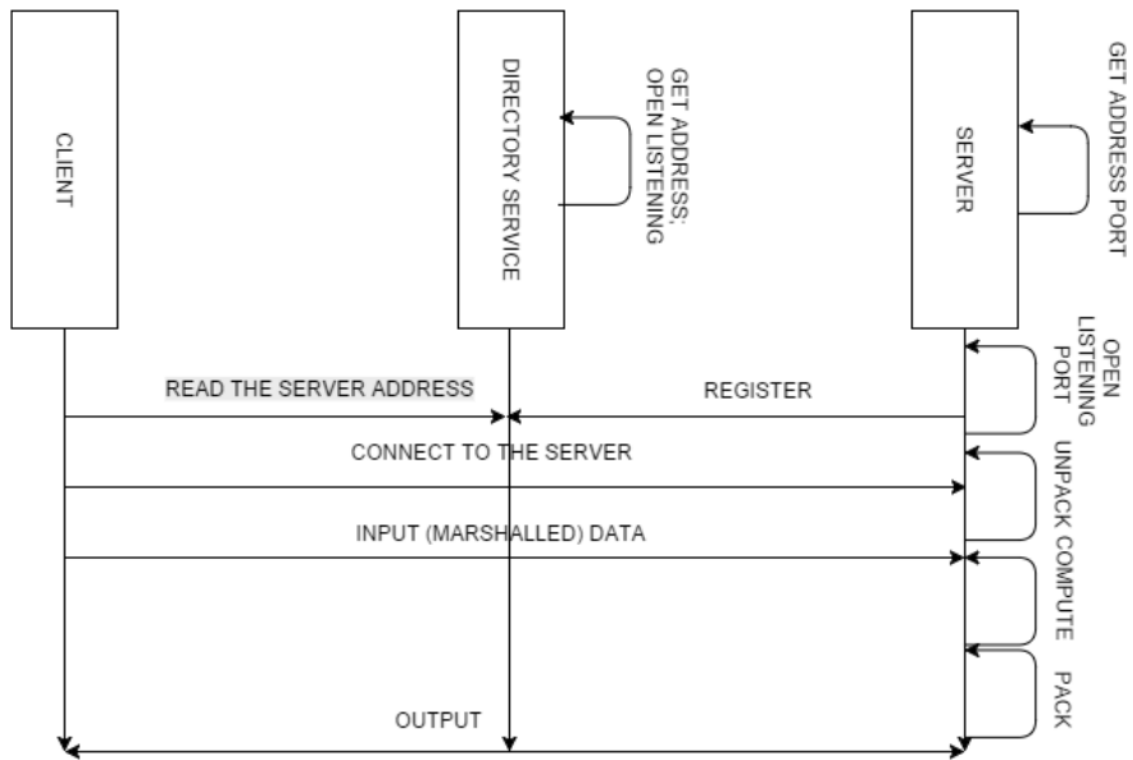 CLIENT
DIRECTORY SERVICE
GET ADDRESS;
OPEN LISTENING
SERVER
GET ADDRESS PORT
OPEN
LISTENING
PORT
READ THE SERVER ADDRESS
REGISTER
CONNECT TO THE SERVER
UNPACK
INPUT (MARSHALLED) DATA
COMPUTE
PACK
OUTPUT